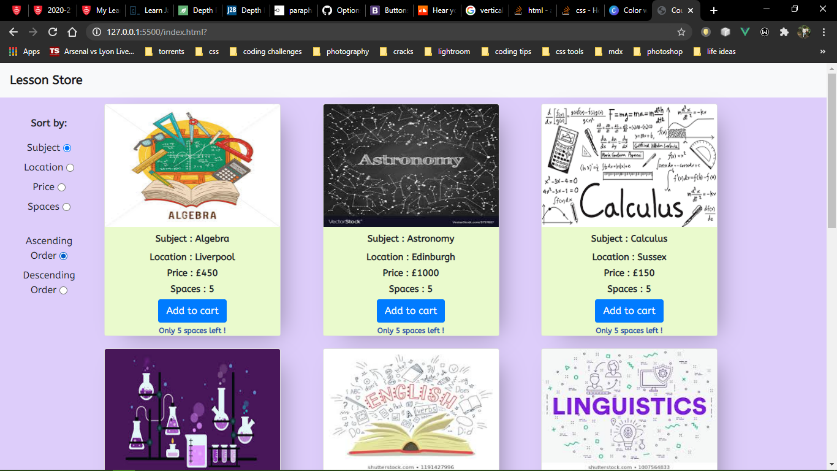 2020-2
My Lea
Learn J
Depth
Depth
paraph
Option
Button
Hear y
vertical
html -
css - H
Color v
Co
127.0.0.1:5500/index.html?
Apps
Arsenal vs Lyon Live...
torrents
css
coding challenges
photography
cracks
lightroom
coding tips
css tools
mdx
photoshop
life ideas
»
Lesson Store
Sort by:
Subject
Location
Price
Spaces
Ascending
Order
Descending
Order
ALGEBRA
Subject : Algebra
Location : Liverpool
Price : £450
Spaces : 5
Add to cart
Only 5 spaces left !
Astronomy
VectorStock
Subject : Astronomy
Location : Edinburgh
Price : £1000
Spaces : 5
Add to cart
Only 5 spaces left !
Calculus
Subject : Calculus
Location : Sussex
Price : £150
Spaces : 5
Add to cart
Only 5 spaces left !
ENGLISH
shutterstock.com • 1191427996
LINGUISTICS
shutterstock.com • 1007564833